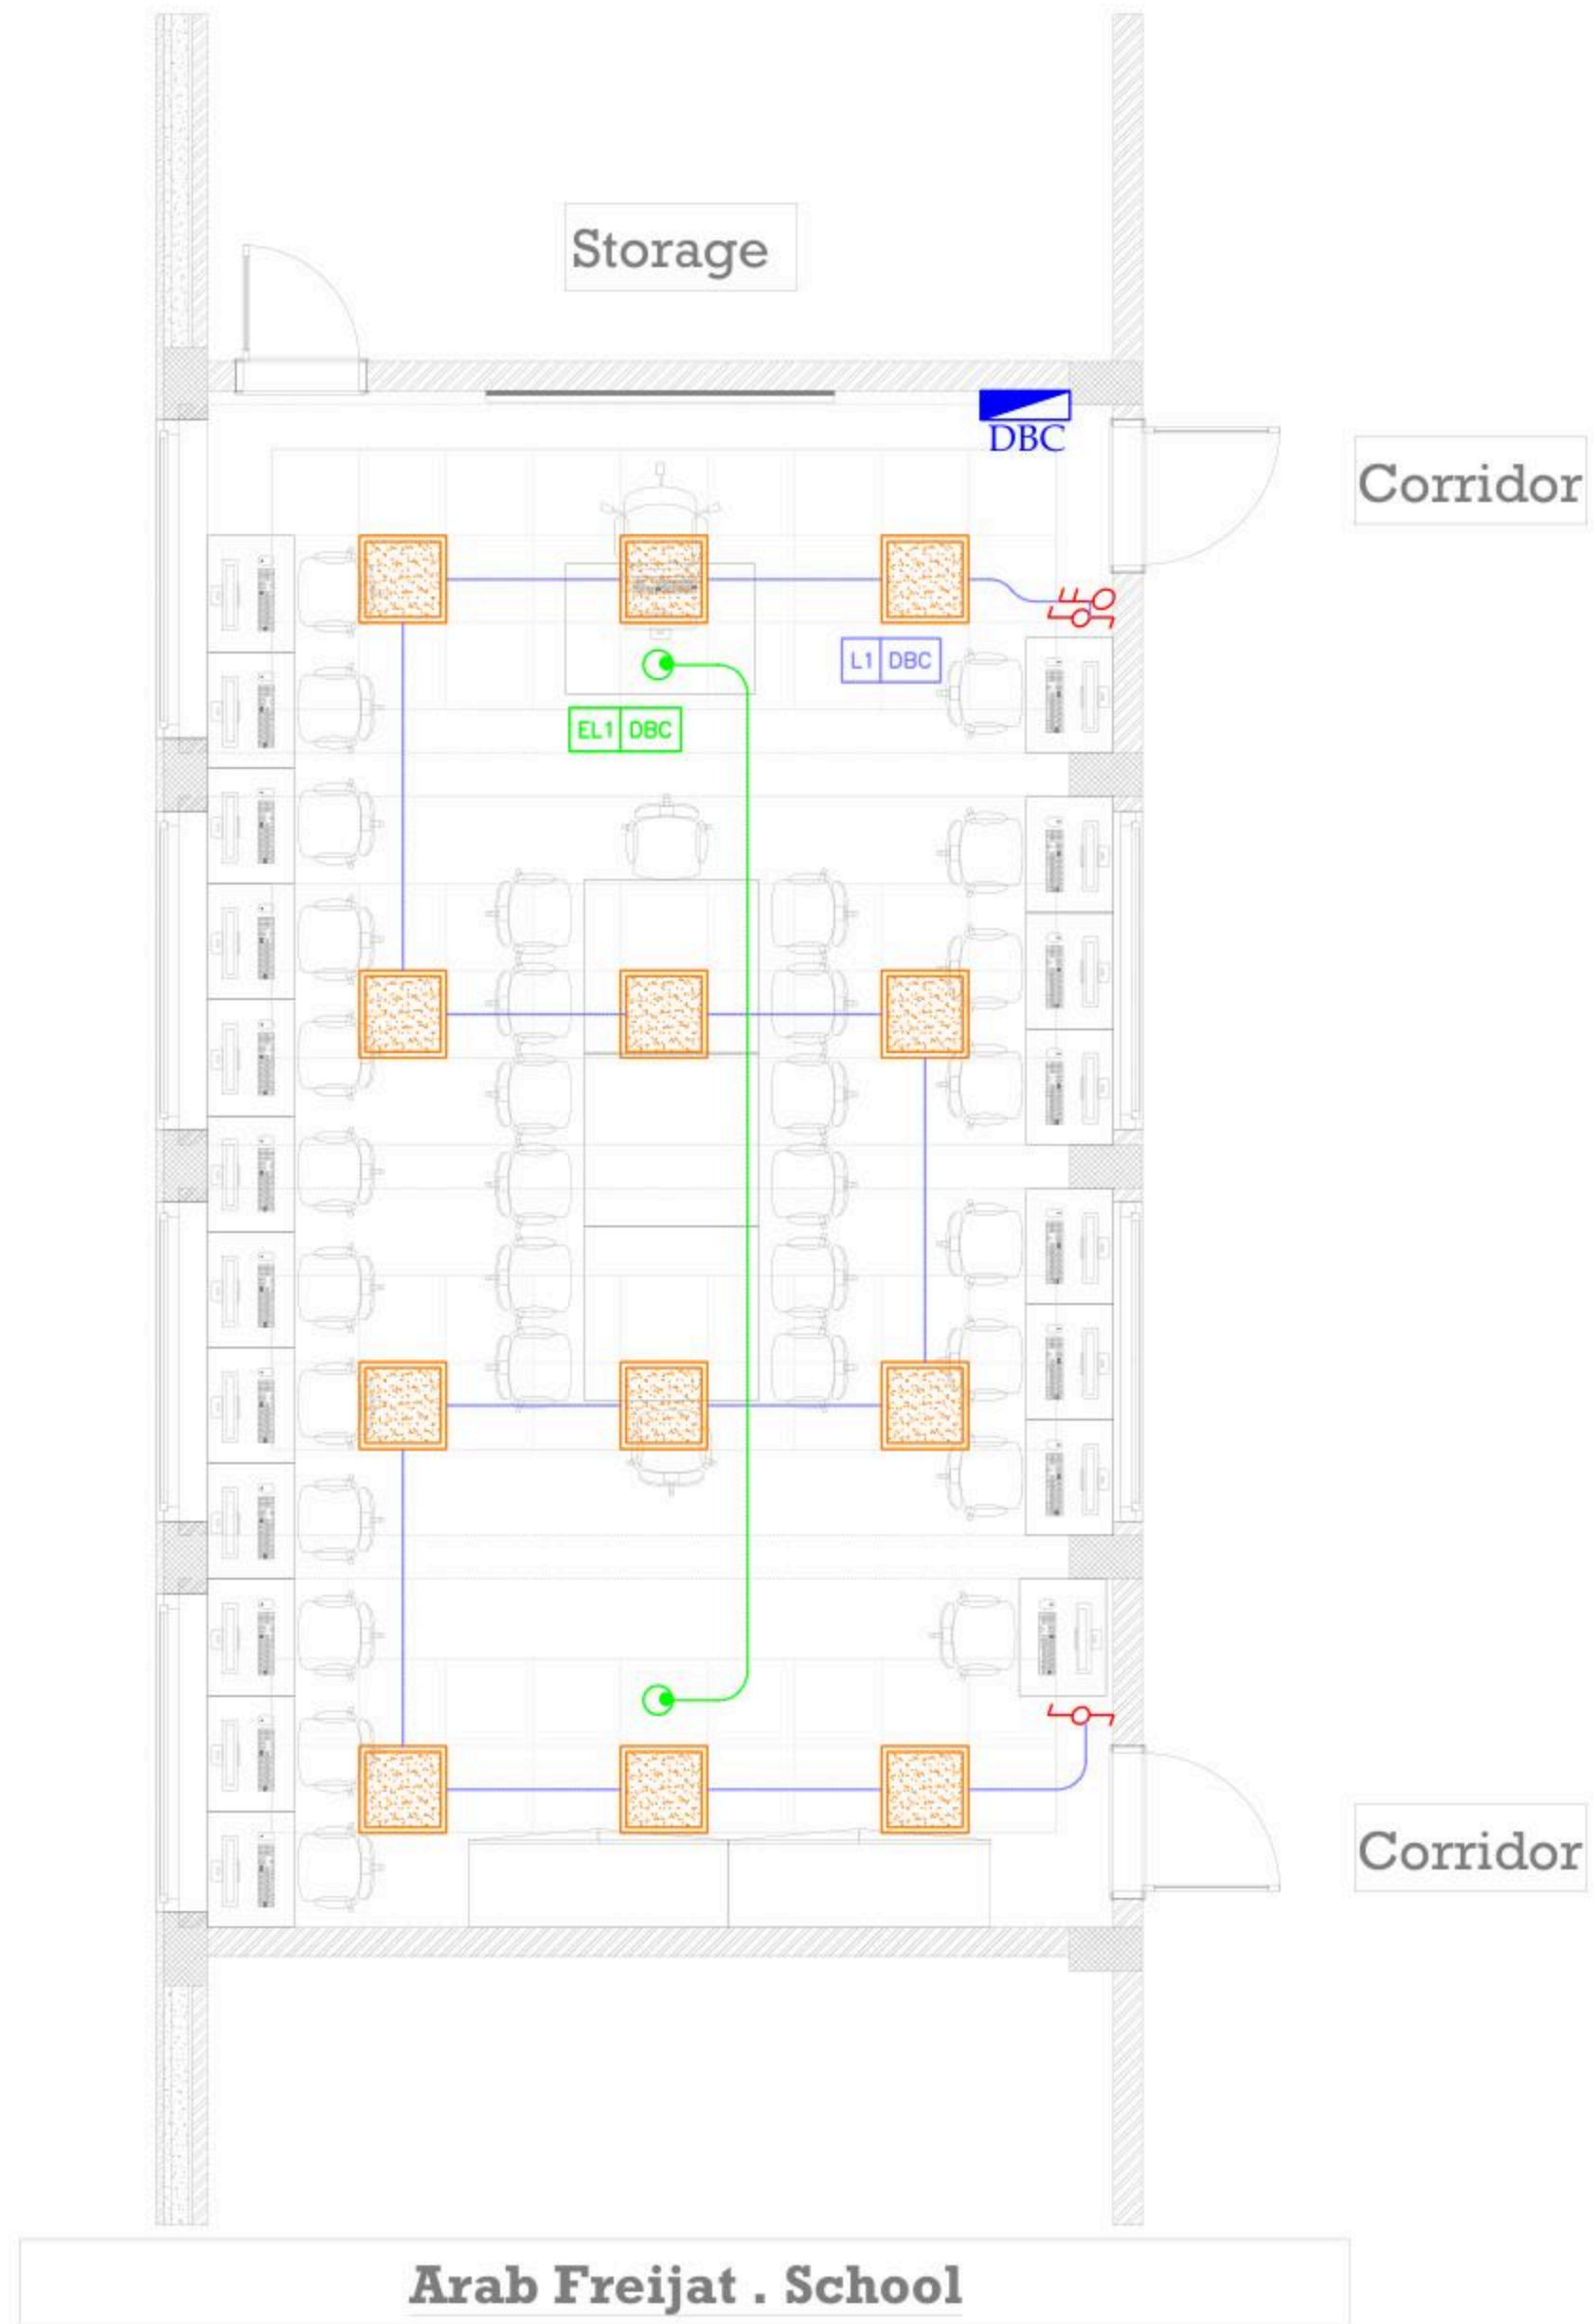 Storage
DBC
Corridor
L1 DBC
EL1 DBC
Corridor
Arab Freijat . School